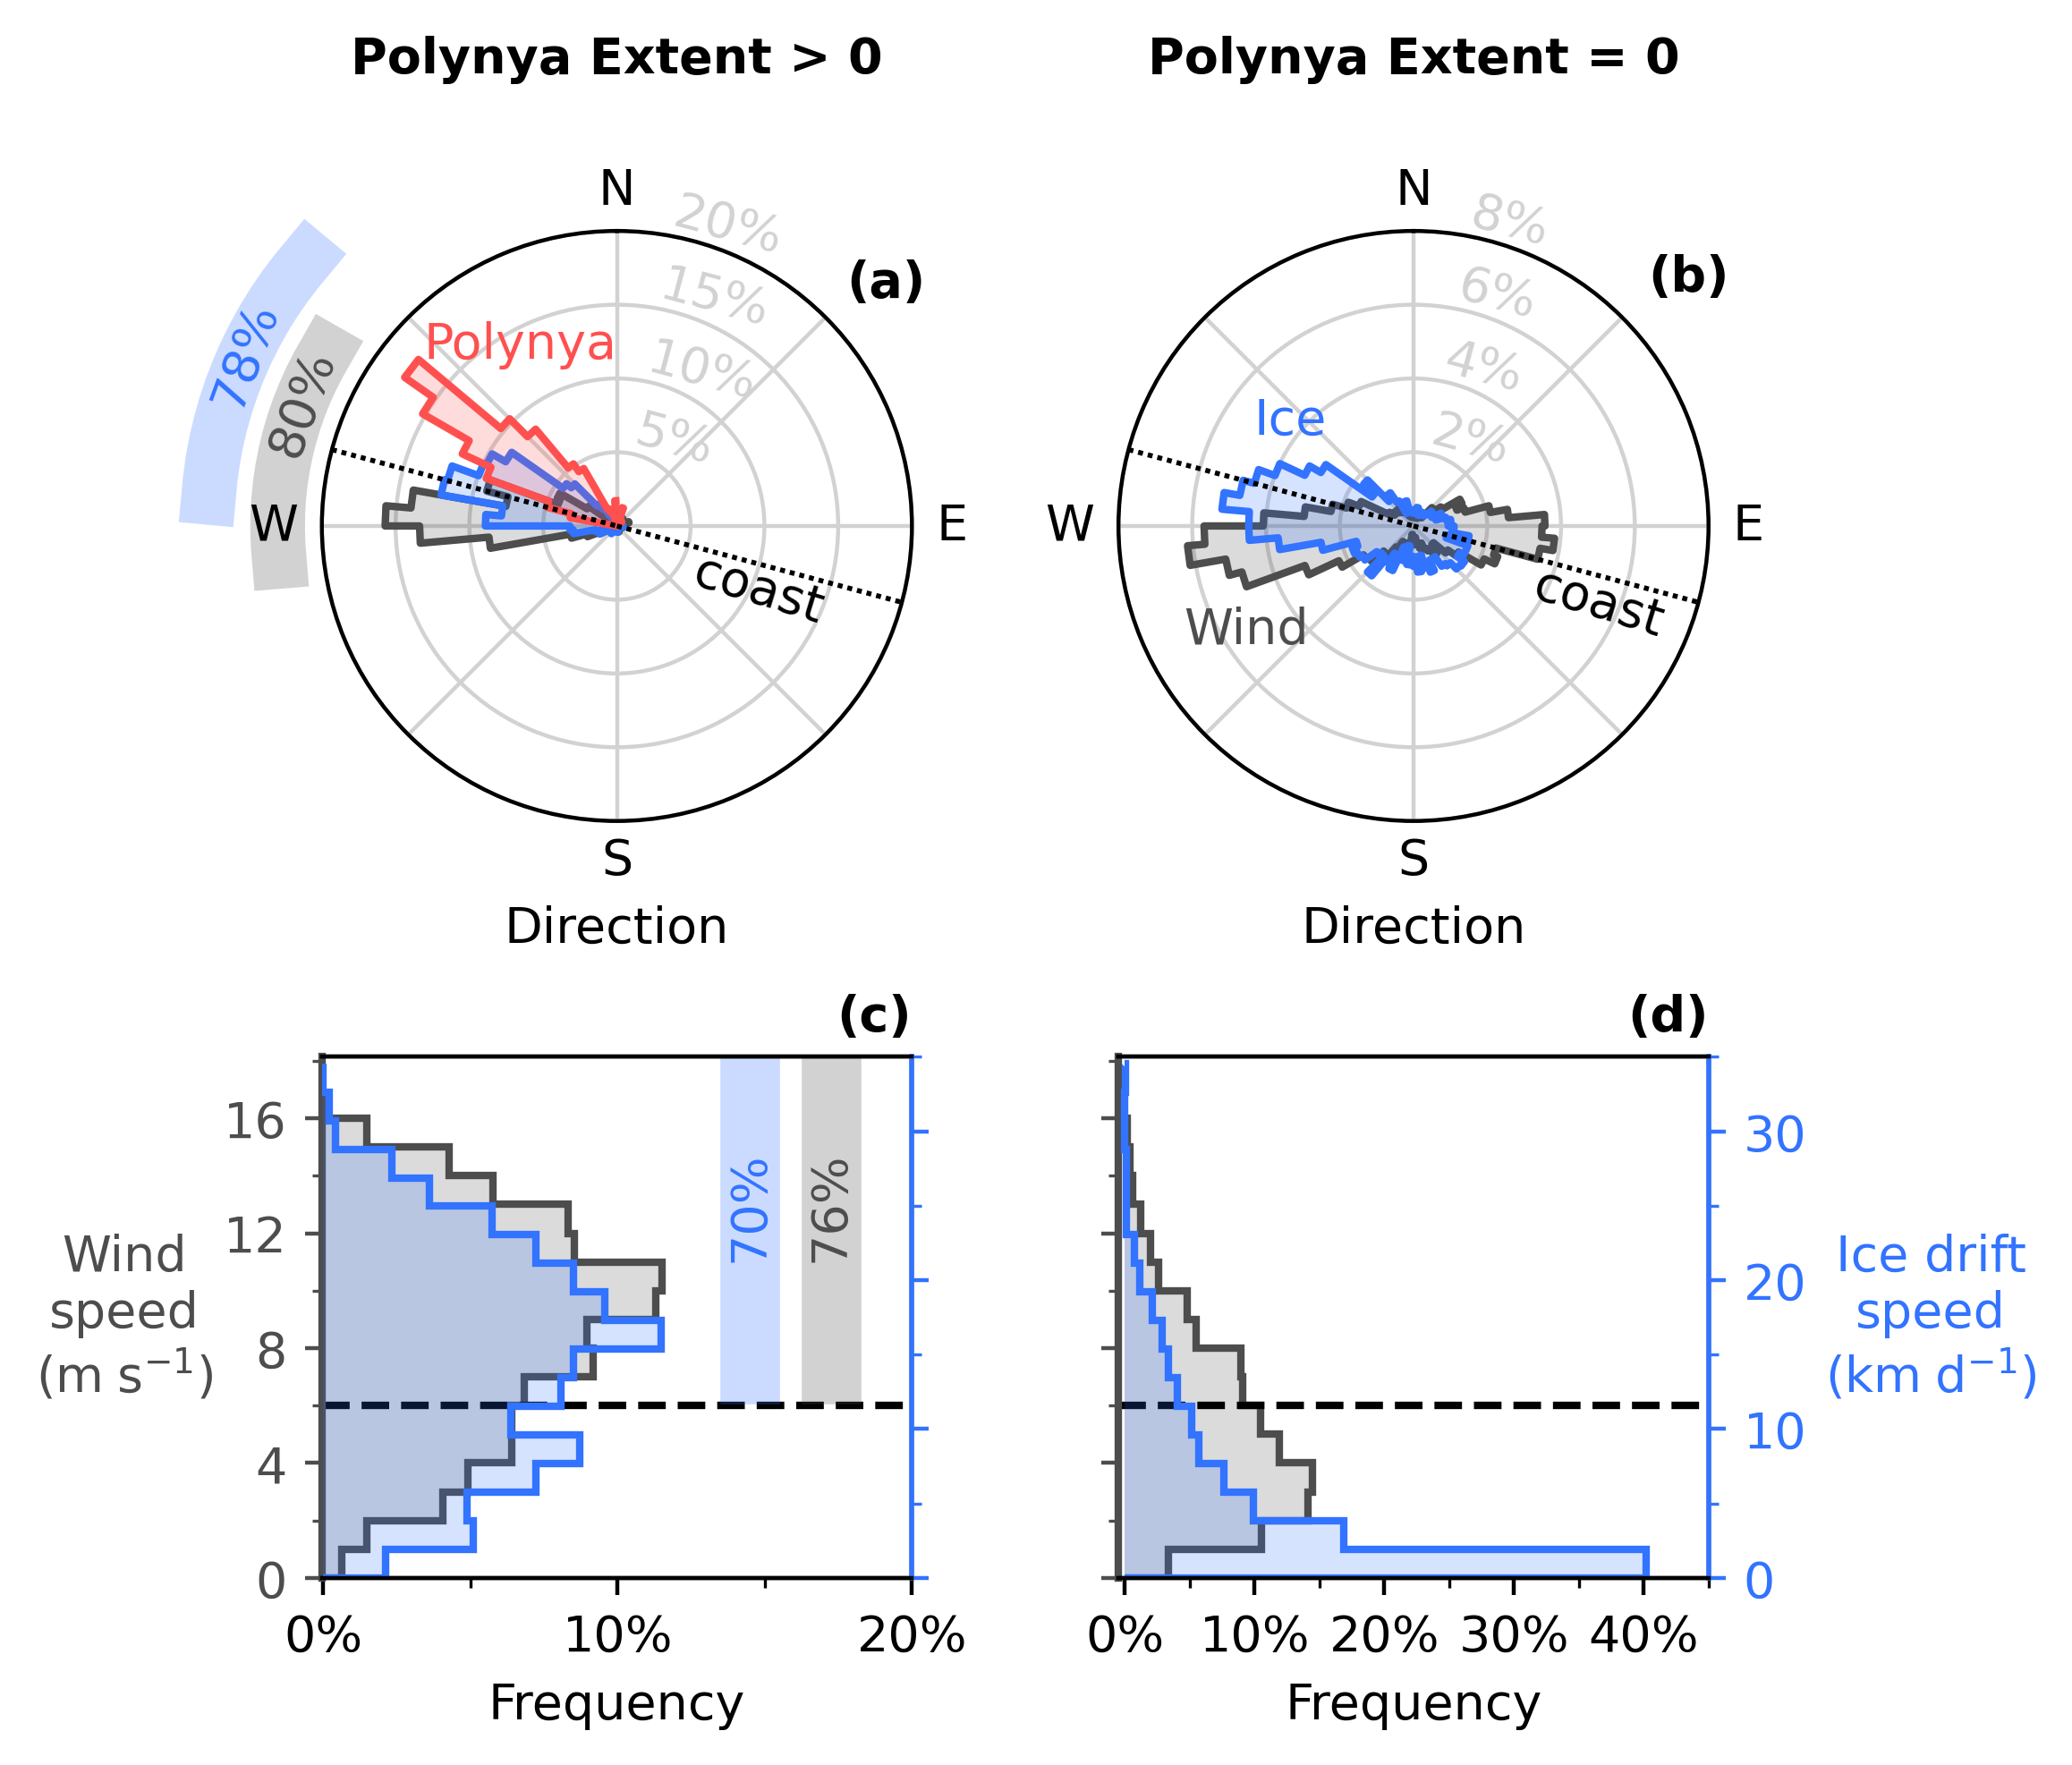 Polynya Extent > 0
Polynya Extent = 0
N
20%
15%
10%
5%
(a)
78%
80%
Polynya
W
E
coast
S
Direction
N
8%
6%
4%
2%
(b)
Ice
W
E
Wind
coast
S
Direction
(c)
16
12
8
4
0
Wind
speed
(m s⁻¹)
70%
76%
0%
10%
20%
Frequency
(d)
30
20
10
0
Ice drift
speed
(km d⁻¹)
0%
10%
20%
30%
40%
Frequency